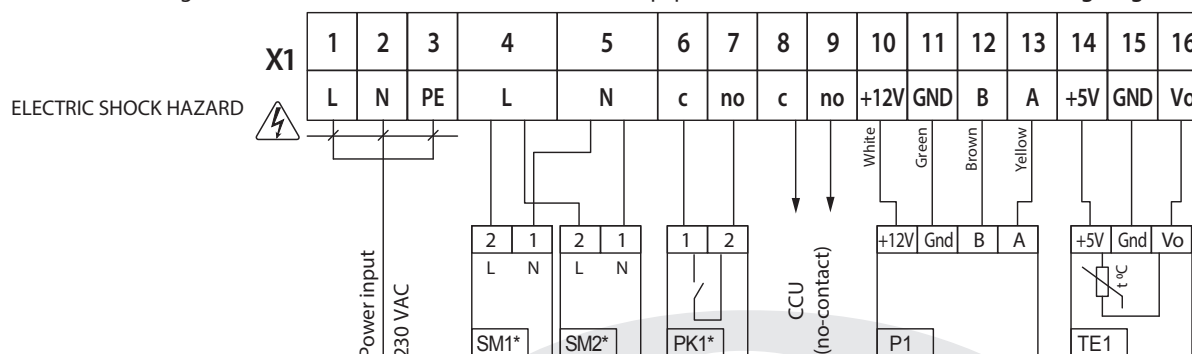 X1
1 2 3 4 5 6 7 8 9 10 11 12 13 14 15 16
ELECTRIC SHOCK HAZARD
L N PE L N c no c no +12V GND B A +5V GND Vo
White
Green
Brown
Yellow
2 1 2 1 1 2 +12V Gnd B A +5V Gnd Vo
L N L N
t ºC
Power input
230 VAC
CCU
(no-contact)
SM1* SM2* PK1* P1 TE1